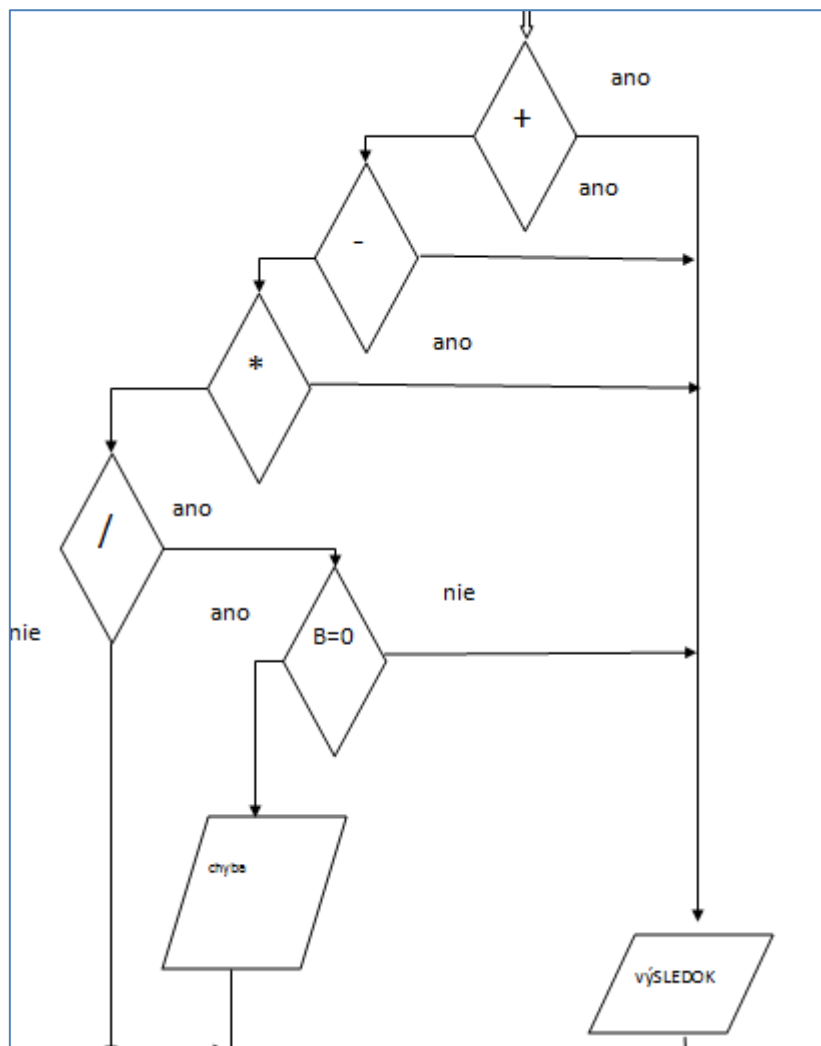 ano
+
ano
-
ano
*
ano
/
nie
ano
B=0
nie
chyba
výSLEDOK